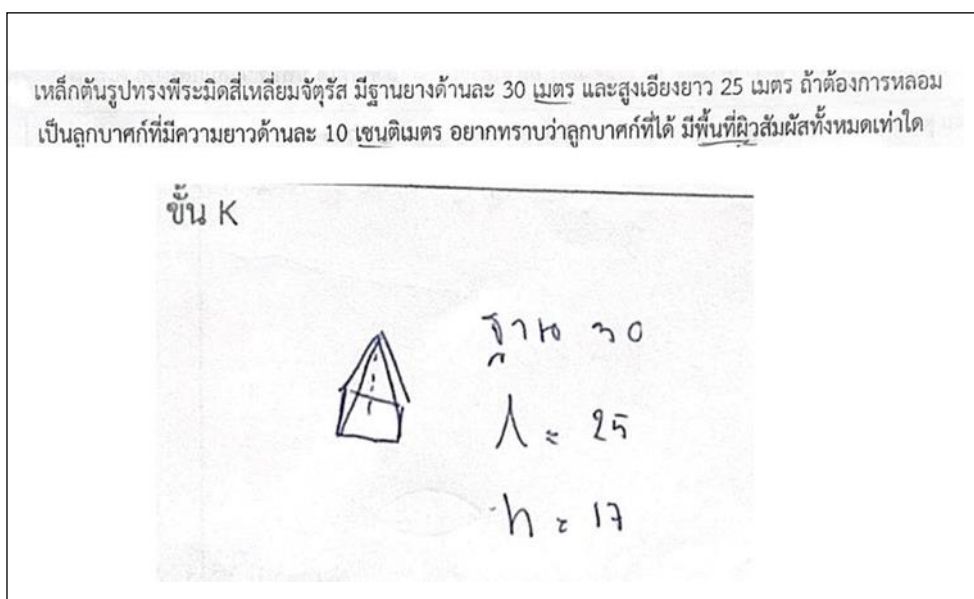 เหล็กตันรูปทรงพีระมิดสี่เหลี่ยมจัตุรัส มีฐานยางด้านละ 30 เมตร และสูงเอียงยาว 25 เมตร ถ้าต้องการหลอม
เป็นลูกบาศก์ที่มีความยาวด้านละ 10 เซนติเมตร อยากทราบว่าลูกบาศก์ที่ได้ มีพื้นที่ผิวสัมผัสทั้งหมดเท่าใด
ขั้น K
ฐาน 30
= 25
h = 17